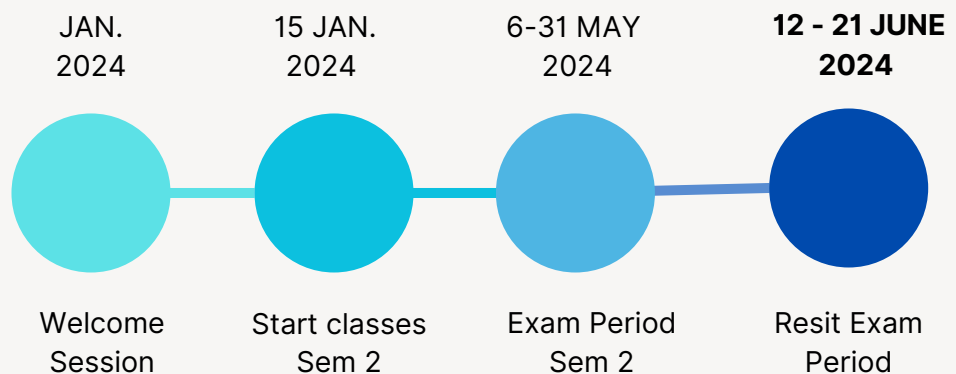 JAN.
2024
15 JAN.
2024
6-31 MAY
2024
12 - 21 JUNE
2024
Welcome
Session
Start classes
Sem 2
Exam Period
Sem 2
Resit Exam
Period